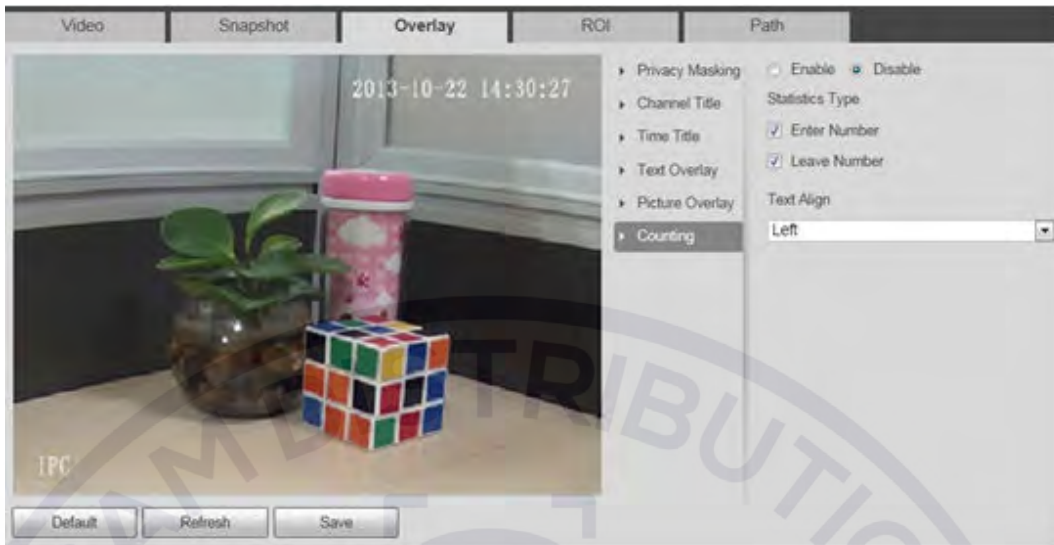 Video
Snapshot
Overlay
ROI
Path
2013-10-22 14:30:27
IPC
Privacy Masking
Channel Title
Time Title
Text Overlay
Picture Overlay
Counting
Enable
Disable
Statistics Type
Enter Number
Leave Number
Text Align
Left
Default
Refresh
Save